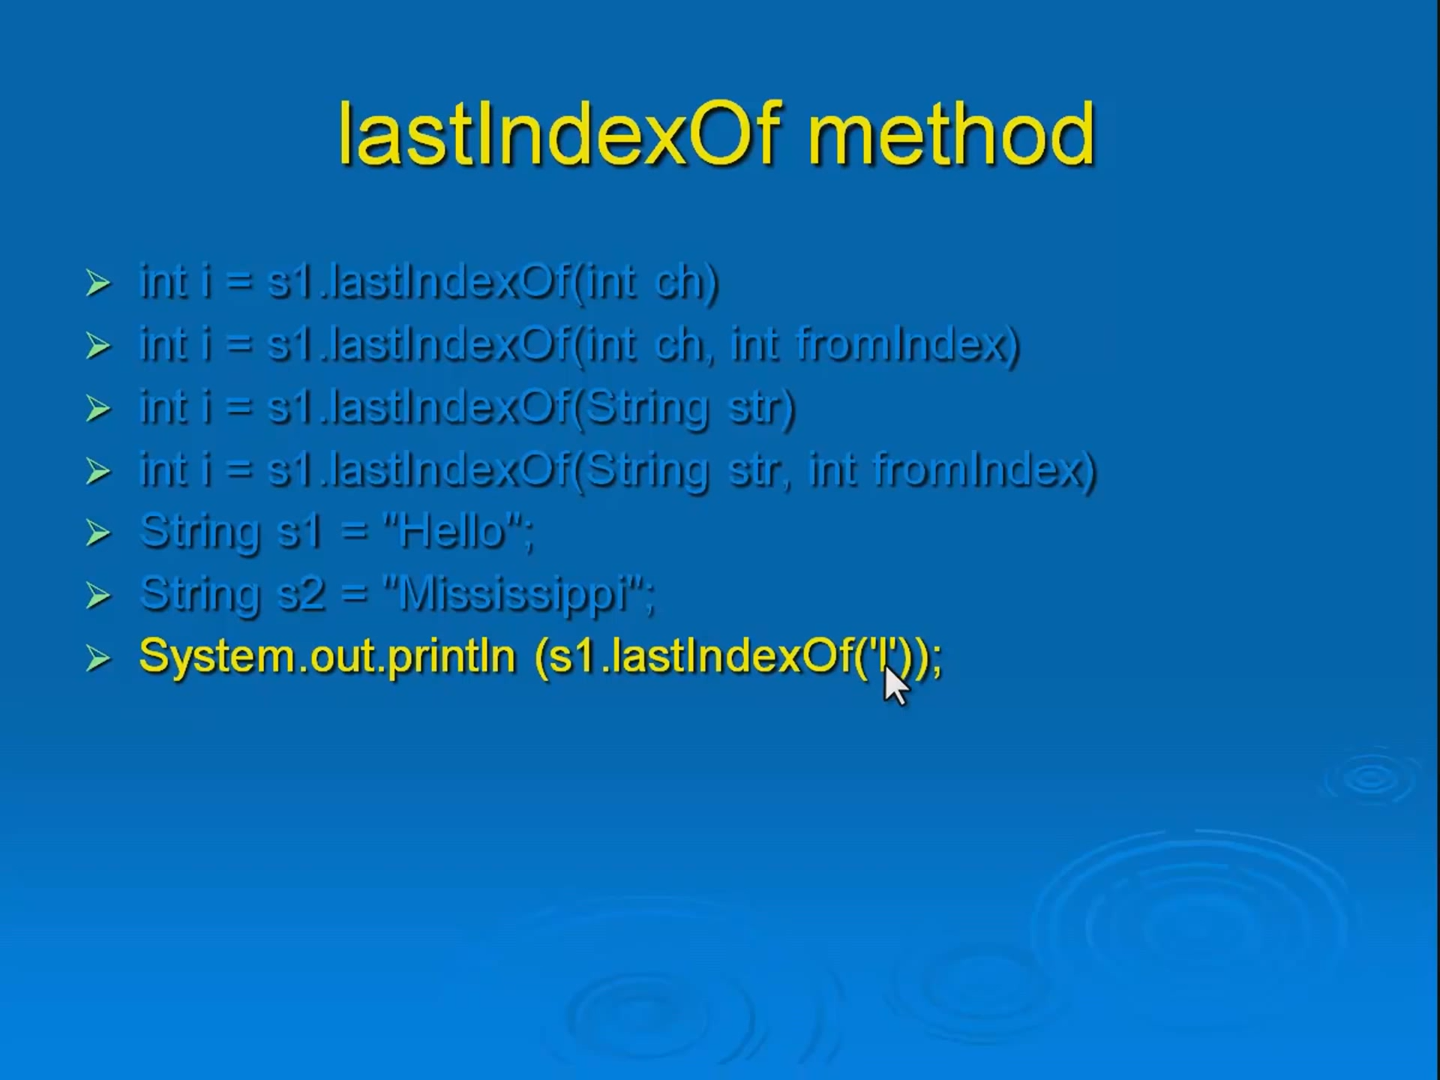 lastIndexOf method
int i = s1.lastIndexOf(int ch)
int i = s1.lastIndexOf(int ch, int fromIndex)
int i = s1.lastIndexOf(String str)
int i = s1.lastIndexOf(String str, int fromIndex)
String s1 = "Hello";
String s2 = "Mississippi";
System.out.println (s1.lastIndexOf('l'));